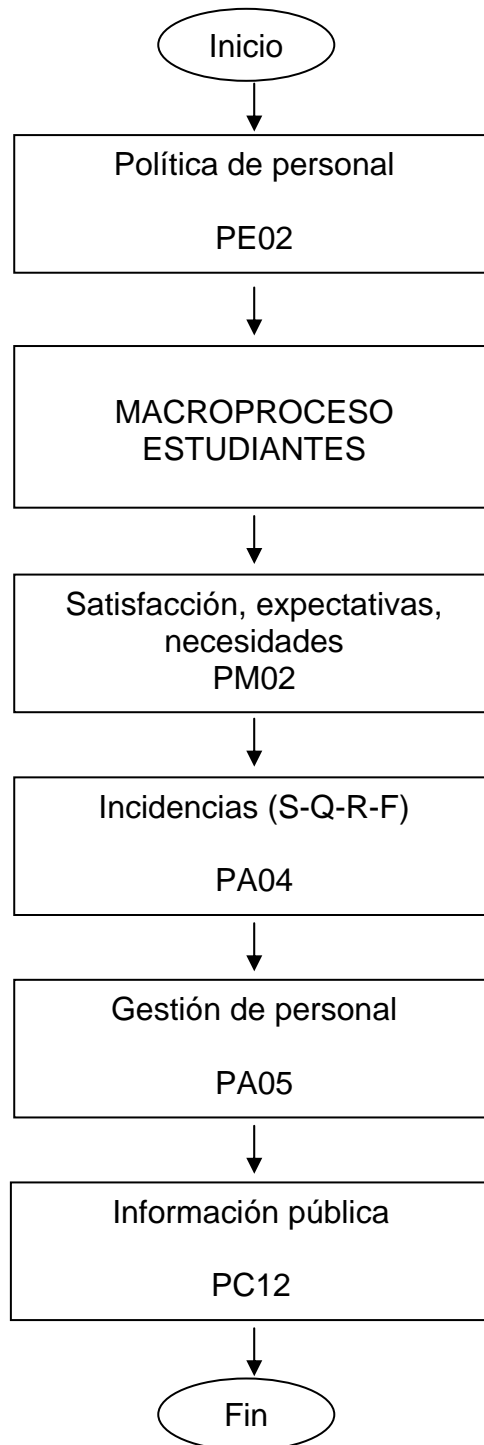 Inicio
Política de personal
PE02
MACROPROCESO
ESTUDIANTES
Satisfacción, expectativas,
necesidades
PM02
Incidencias (S-Q-R-F)
PA04
Gestión de personal
PA05
Información pública
PC12
Fin